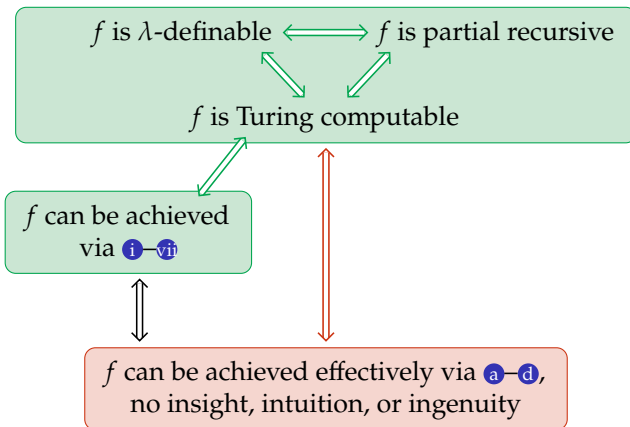 f is λ-definable
f is partial recursive
f is Turing computable
f can be achieved
via i–vii
f can be achieved effectively via a–d,
no insight, intuition, or ingenuity